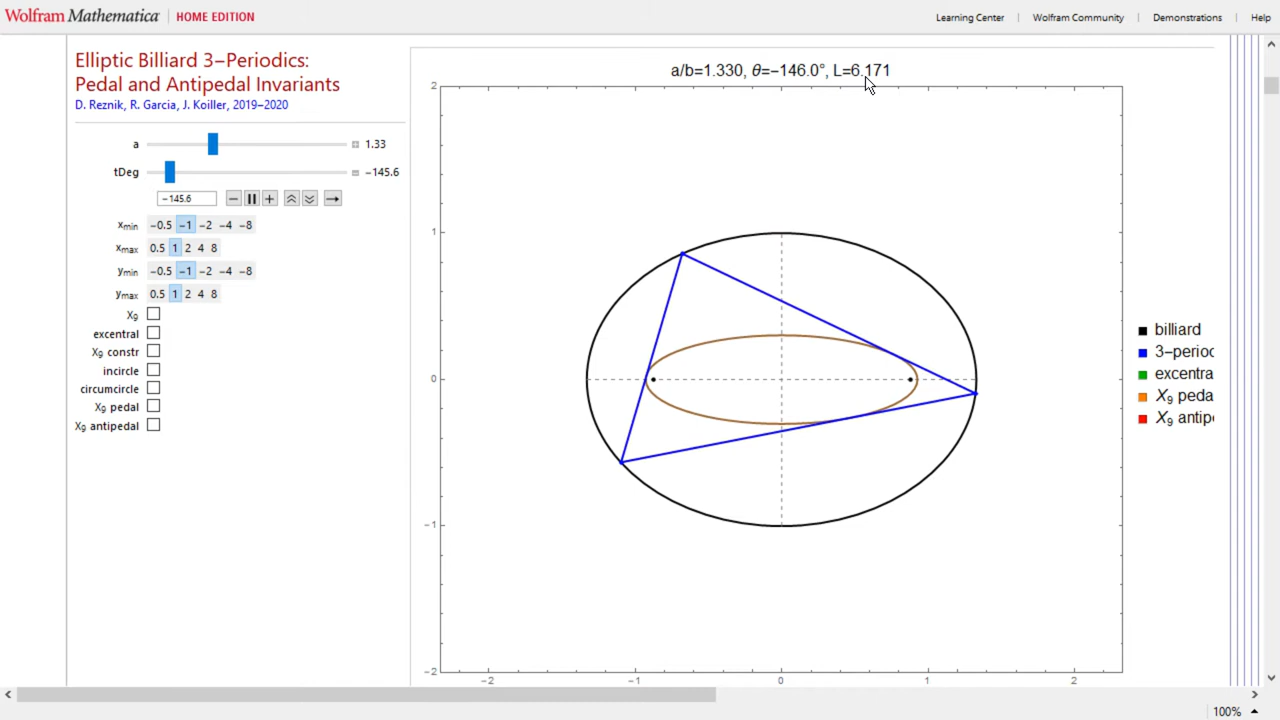 Wolfram Mathematica | HOME EDITION
Learning Center | Wolfram Community | Demonstrations | Help
Elliptic Billiard 3−Periodics:
Pedal and Antipedal Invariants
D. Reznik, R. Garcia, J. Koiller, 2019−2020
a 1.33
tDeg −145.6
−145.6
xmin −0.5 −1 −2 −4 −8
xmax 0.5 1 2 4 8
ymin −0.5 −1 −2 −4 −8
ymax 0.5 1 2 4 8
X9
excentral
X9 constr
incircle
circumcircle
X9 pedal
X9 antipedal
a/b=1.330, θ=−146.0°, L=6.171
2
1
0
−1
−2
−2 −1 0 1 2
billiard
3−perioc
excentra
X9 peda
X9 antip
100%